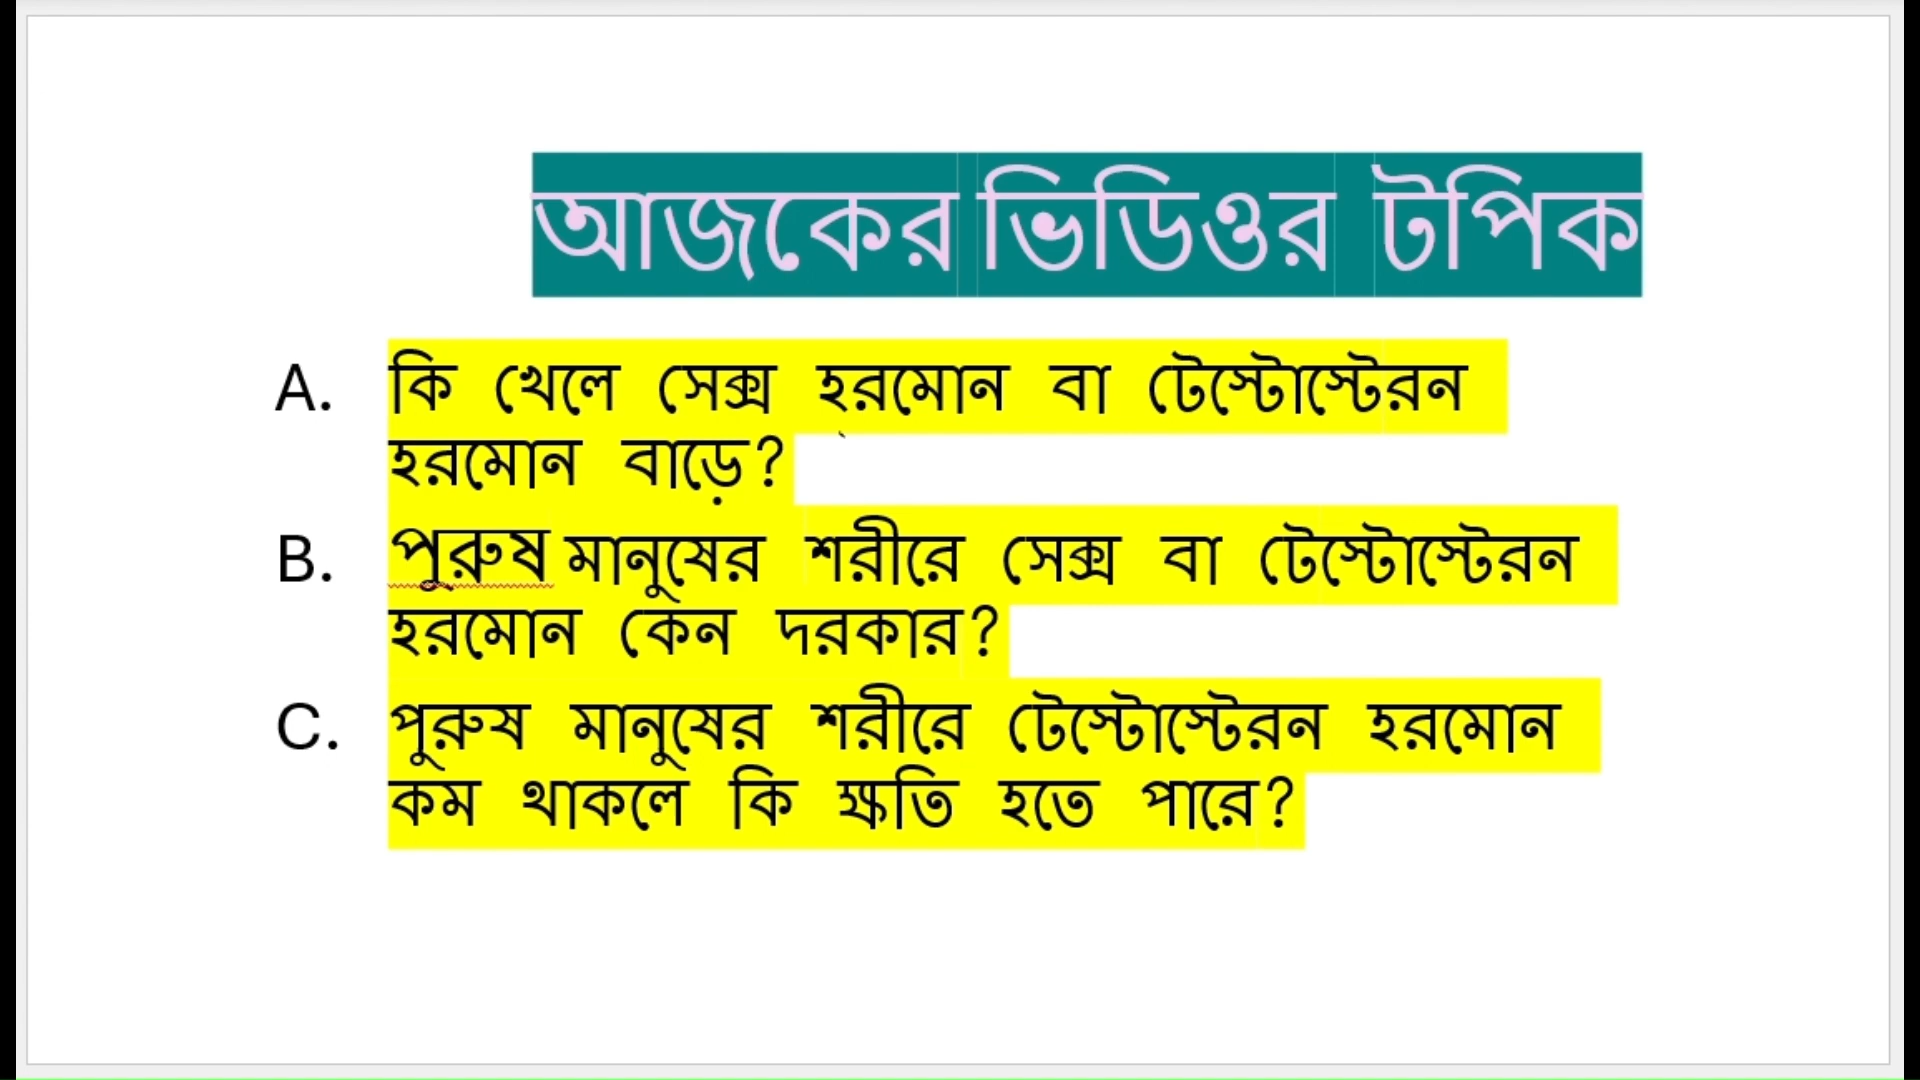 আজকের ভিডিওর টপিক
A. কি খেলে সেক্স হরমোন বা টেস্টোস্টেরন
হরমোন বাড়ে?
B. পুরুষ মানুষের শরীরে সেক্স বা টেস্টোস্টেরন
হরমোন কেন দরকার?
C. পুরুষ মানুষের শরীরে টেস্টোস্টেরন হরমোন
কম থাকলে কি ক্ষতি হতে পারে?